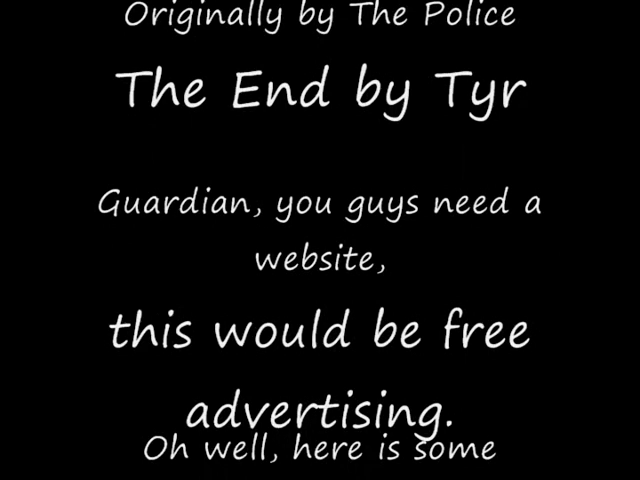 Originally by The Police
The End by Tyr
Guardian, you guys need a
website,
this would be free
advertising.
Oh well, here is some